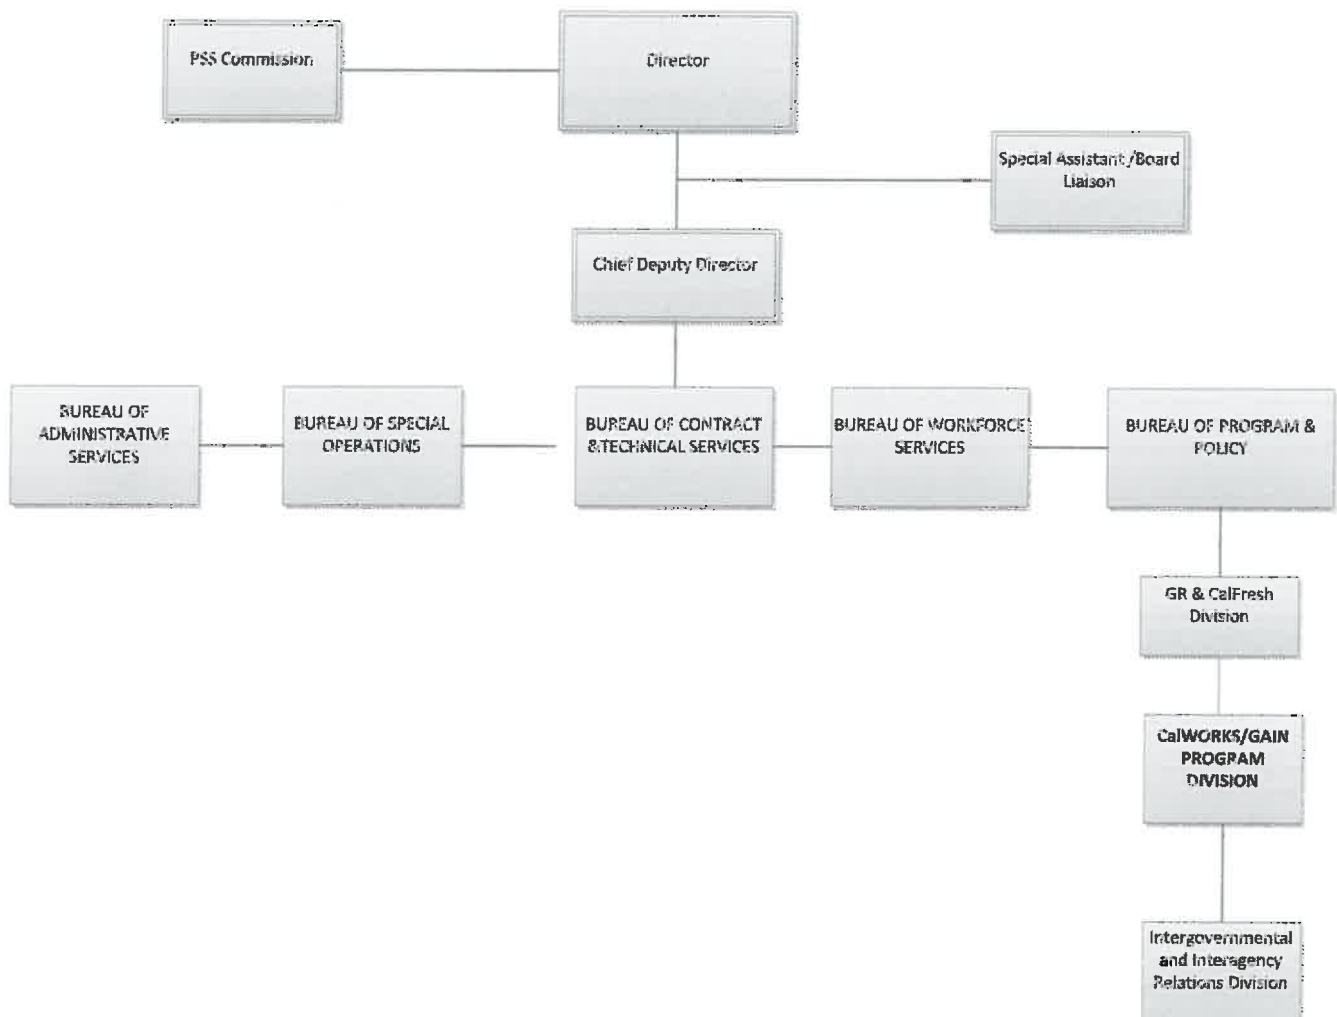 PSS Commission
Director
Special Assistant /Board
Liaison
Chief Deputy Director
BUREAU OF
ADMINISTRATIVE
SERVICES
BUREAU OF SPECIAL
OPERATIONS
BUREAU OF CONTRACT
&TECHNICAL SERVICES
BUREAU OF WORKFORCE
SERVICES
BUREAU OF PROGRAM &
POLICY
GR & CalFresh
Division
CalWORKS/GAIN
PROGRAM
DIVISION
Intergovernmental
and Interagency
Relations Division